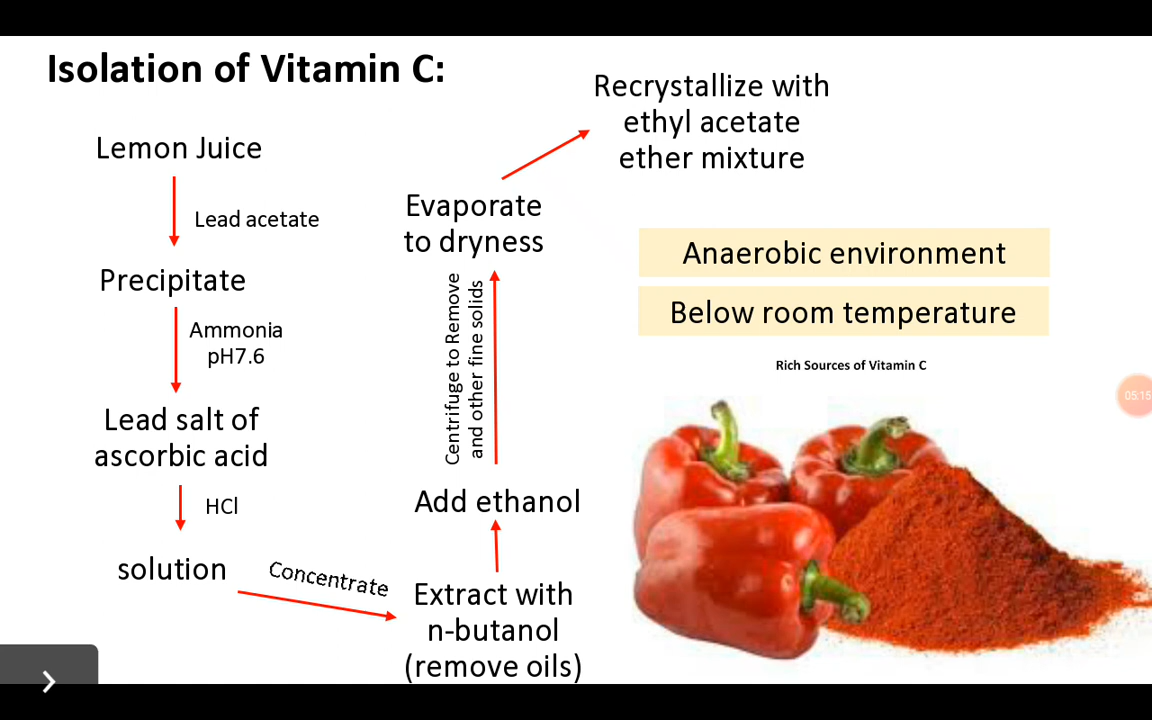 Isolation of Vitamin C:
Lemon Juice
Lead acetate
Precipitate
Ammonia
pH7.6
Lead salt of
ascorbic acid
HCl
solution
Concentrate
Extract with
n-butanol
(remove oils)
Add ethanol
Centrifuge to Remove
and other fine solids
Evaporate
to dryness
Recrystallize with
ethyl acetate
ether mixture
Anaerobic environment
Below room temperature
Rich Sources of Vitamin C
05:15